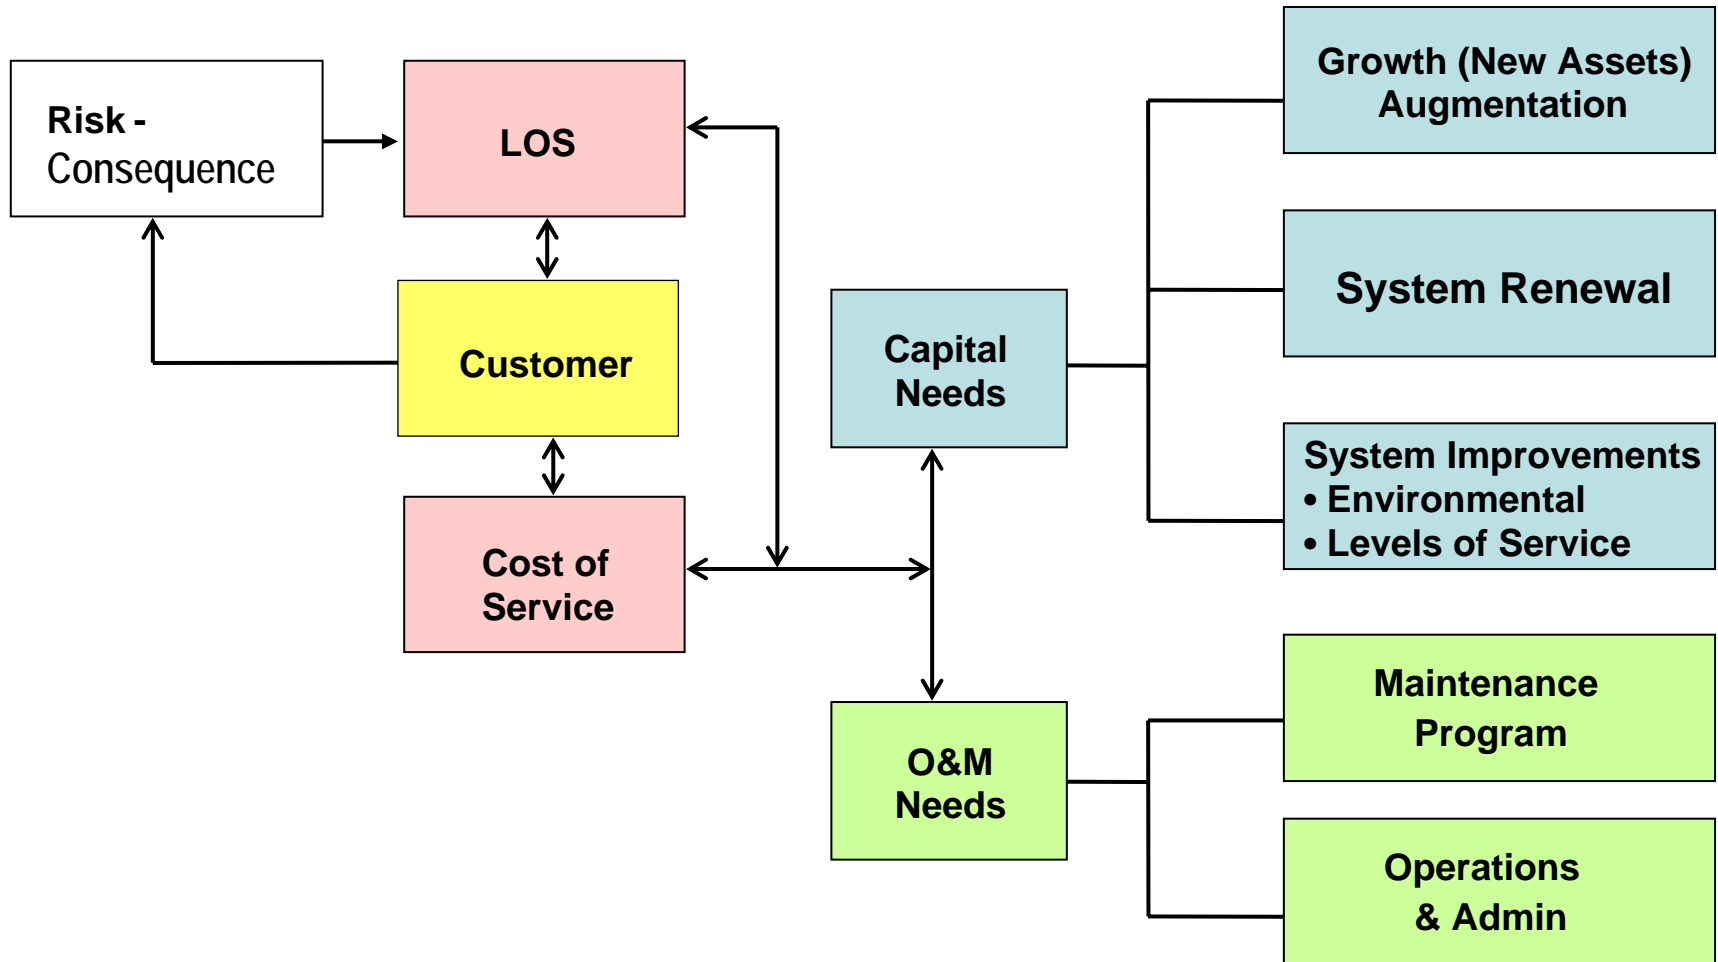 Risk -
Consequence
LOS
Customer
Cost of
Service
Capital
Needs
O&M
Needs
Growth (New Assets)
Augmentation
System Renewal
System Improvements
• Environmental
• Levels of Service
Maintenance
Program
Operations
& Admin